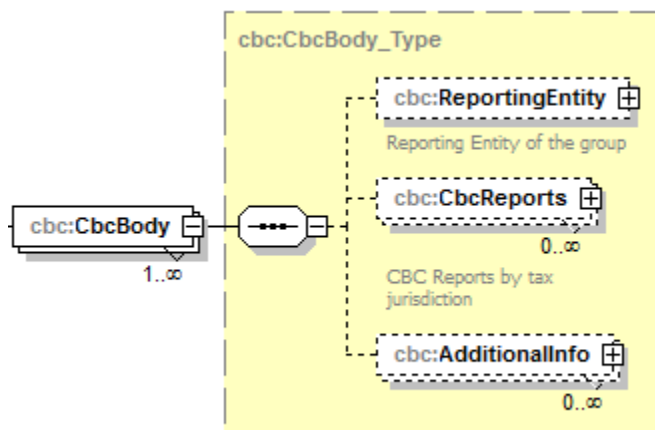 cbc:CbcBody_Type
cbc:ReportingEntity
Reporting Entity of the group
cbc:CbcReports
0..∞
CBC Reports by tax
jurisdiction
cbc:CbcBody
1..∞
cbc:AdditionalInfo
0..∞